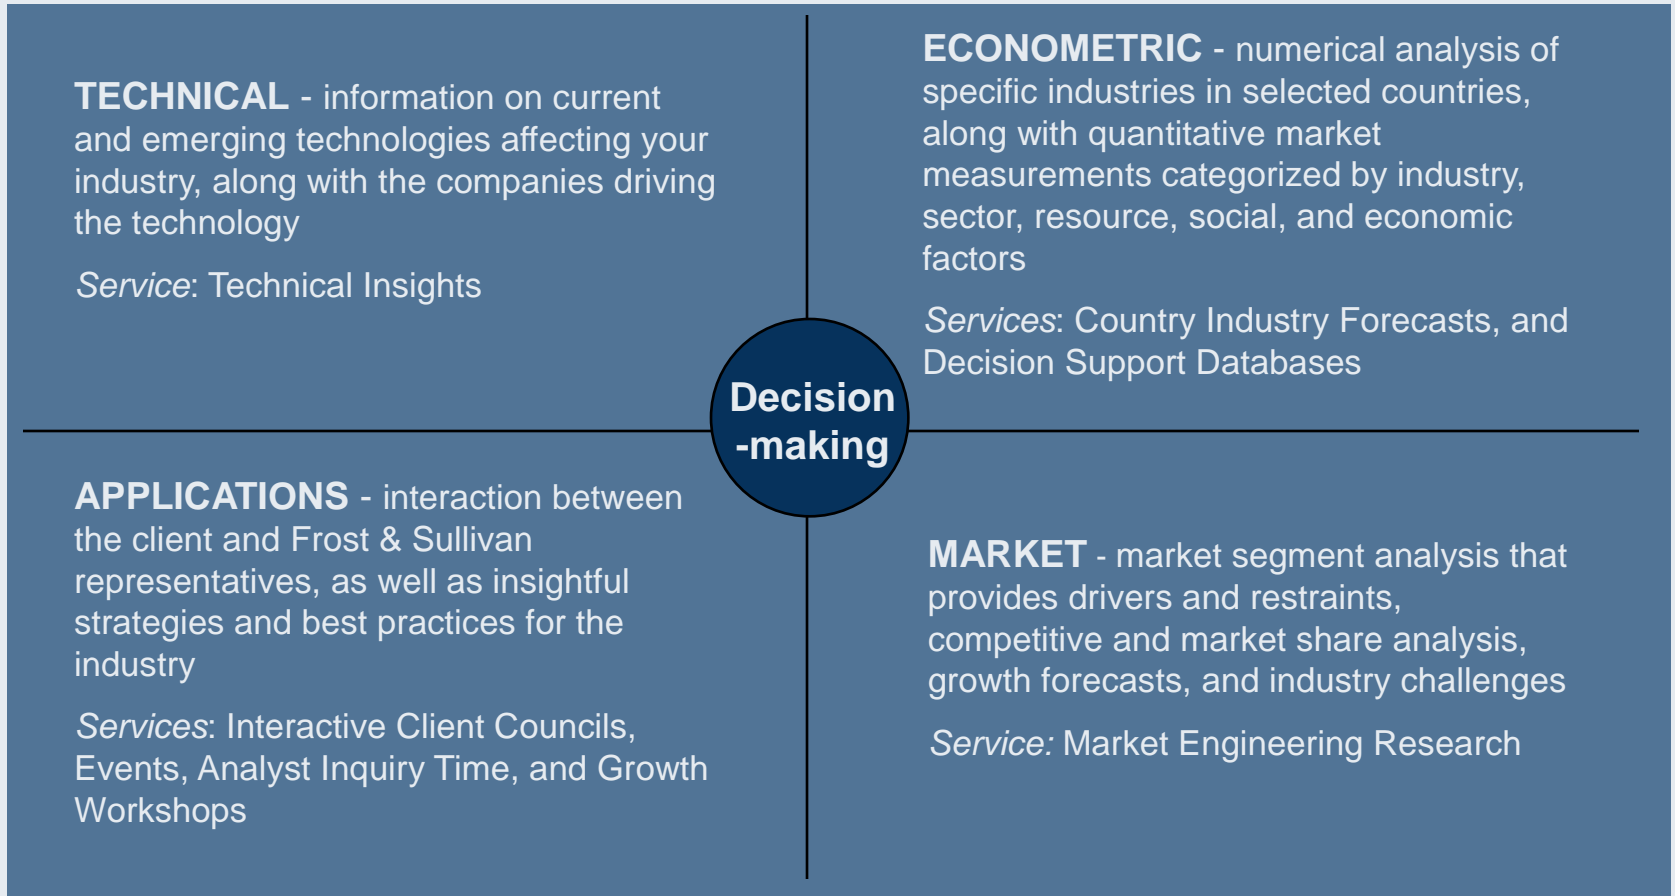 TECHNICAL - information on current
and emerging technologies affecting your
industry, along with the companies driving
the technology
Service: Technical Insights
ECONOMETRIC - numerical analysis of
specific industries in selected countries,
along with quantitative market
measurements categorized by industry,
sector, resource, social, and economic
factors
Services: Country Industry Forecasts, and
Decision Support Databases
Decision
-making
APPLICATIONS - interaction between
the client and Frost & Sullivan
representatives, as well as insightful
strategies and best practices for the
industry
Services: Interactive Client Councils,
Events, Analyst Inquiry Time, and Growth
Workshops
MARKET - market segment analysis that
provides drivers and restraints,
competitive and market share analysis,
growth forecasts, and industry challenges
Service: Market Engineering Research